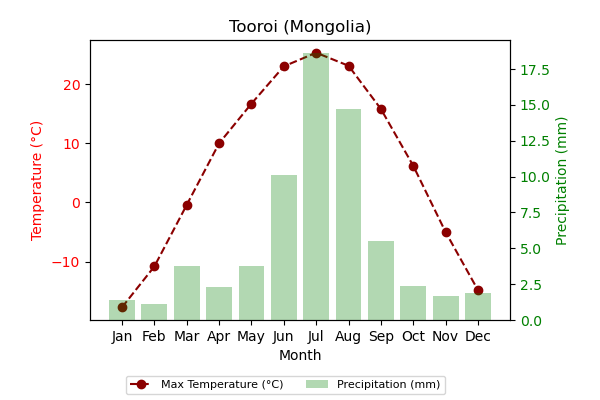 Tooroi (Mongolia)
Temperature (°C)
20
10
0
−10
17.5
15.0
12.5
10.0
7.5
5.0
2.5
0.0
Precipitation (mm)
Jan Feb Mar Apr May Jun Jul Aug Sep Oct Nov Dec
Month
Max Temperature (°C) Precipitation (mm)